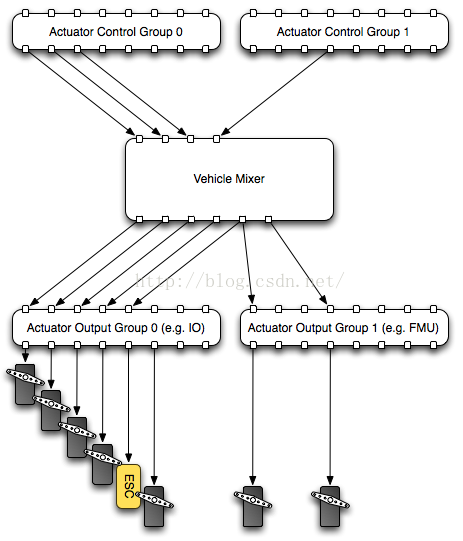 Actuator Control Group 0
Actuator Control Group 1
Vehicle Mixer
http://blog.csdn.net/
Actuator Output Group 0 (e.g. IO)
Actuator Output Group 1 (e.g. FMU)
ESC